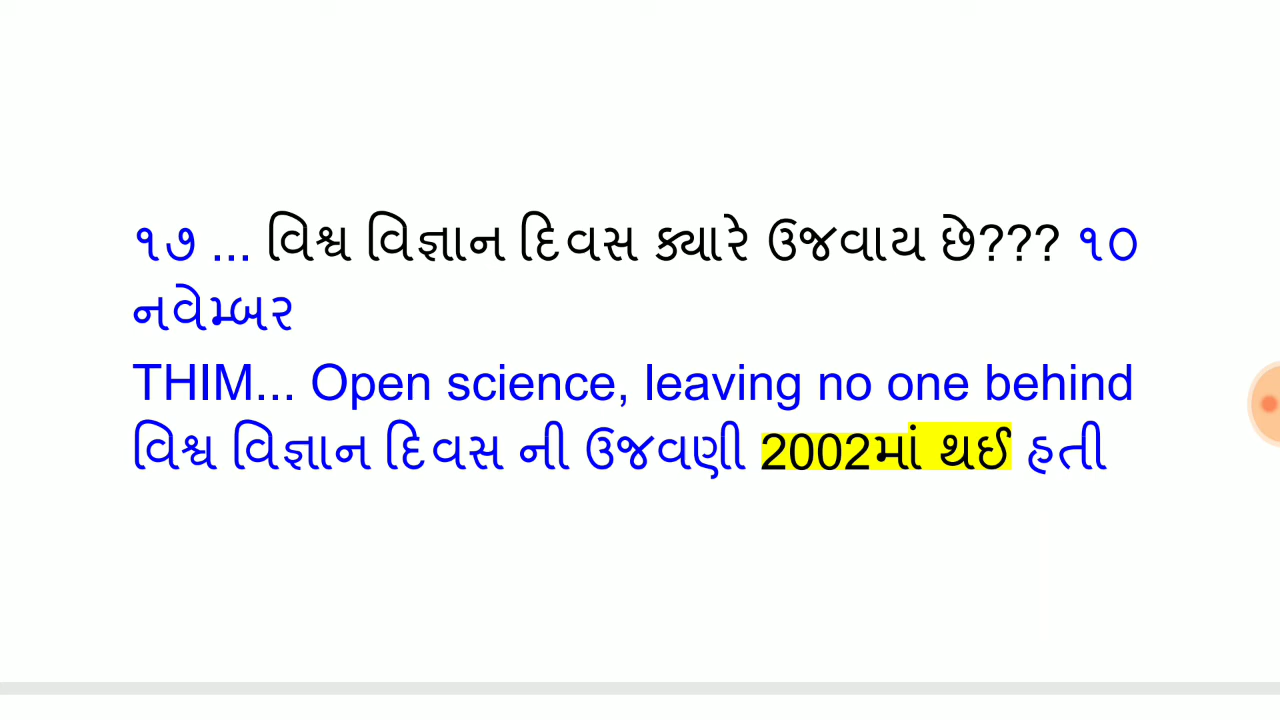 ૧૭ ... વિશ્વ વિજ્ઞાન દિવસ ક્યારે ઉજવાય છે??? ૧૦
નવેમ્બર
THIM... Open science, leaving no one behind
વિશ્વ વિજ્ઞાન દિવસ ની ઉજવણી 2002માં થઈ હતી